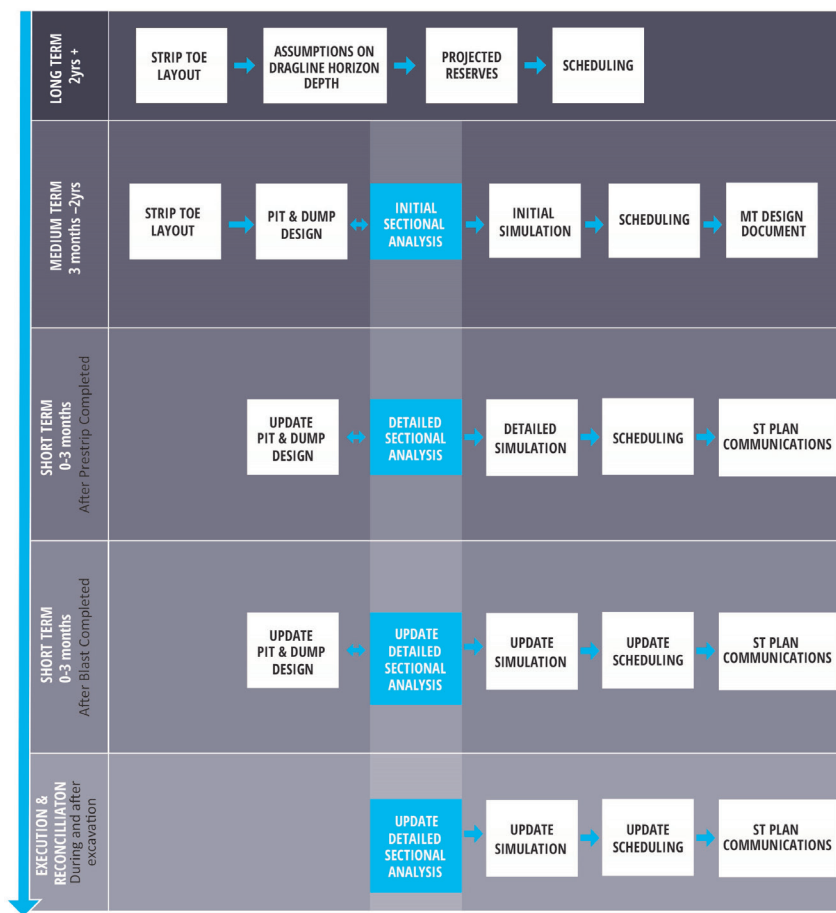 LONG TERM
2yrs +
STRIP TOE
LAYOUT
ASSUMPTIONS ON
DRAGLINE HORIZON
DEPTH
PROJECTED
RESERVES
SCHEDULING
MEDIUM TERM
3 months –2yrs
STRIP TOE
LAYOUT
PIT & DUMP
DESIGN
INITIAL
SECTIONAL
ANALYSIS
INITIAL
SIMULATION
SCHEDULING
MT DESIGN
DOCUMENT
SHORT TERM
0-3 months
After Prestrip Completed
UPDATE
PIT & DUMP
DESIGN
DETAILED
SECTIONAL
ANALYSIS
DETAILED
SIMULATION
SCHEDULING
ST PLAN
COMMUNICATIONS
SHORT TERM
0-3 months
After Blast Completed
UPDATE
PIT & DUMP
DESIGN
UPDATE
DETAILED
SECTIONAL
ANALYSIS
UPDATE
SIMULATION
UPDATE
SCHEDULING
ST PLAN
COMMUNICATIONS
EXECUTION &
RECONCILLIATON
During and after
excavation
UPDATE
DETAILED
SECTIONAL
ANALYSIS
UPDATE
SIMULATION
UPDATE
SCHEDULING
ST PLAN
COMMUNICATIONS